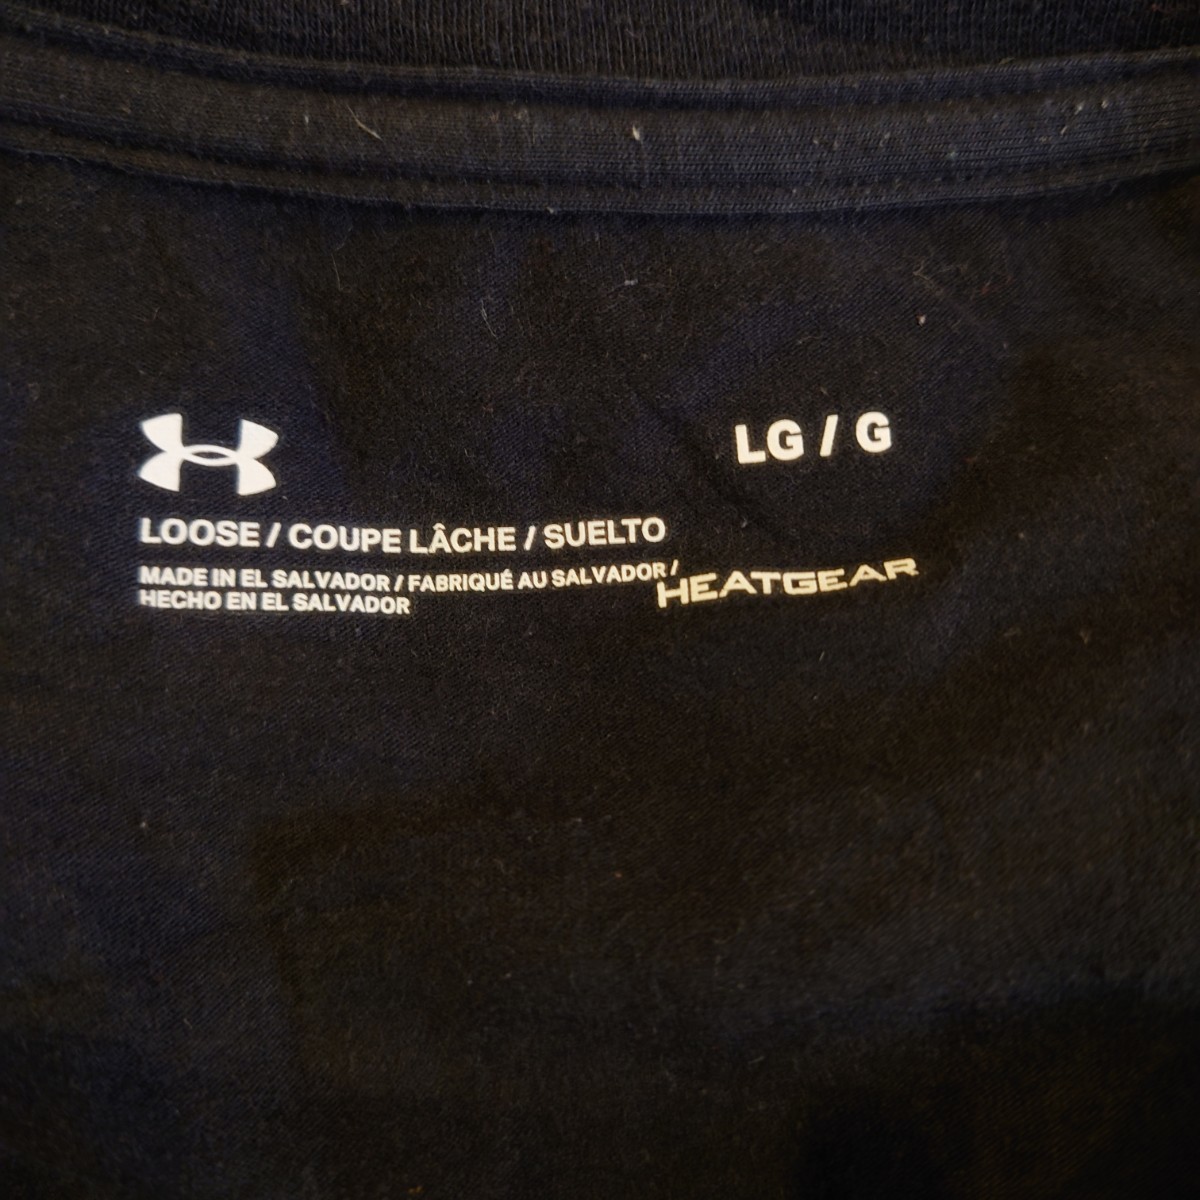 LG / G
LOOSE / COUPE LÂCHE / SUELTO
MADE IN EL SALVADOR / FABRIQUÉ AU SALVADOR /
HECHO EN EL SALVADOR
HEATGEAR